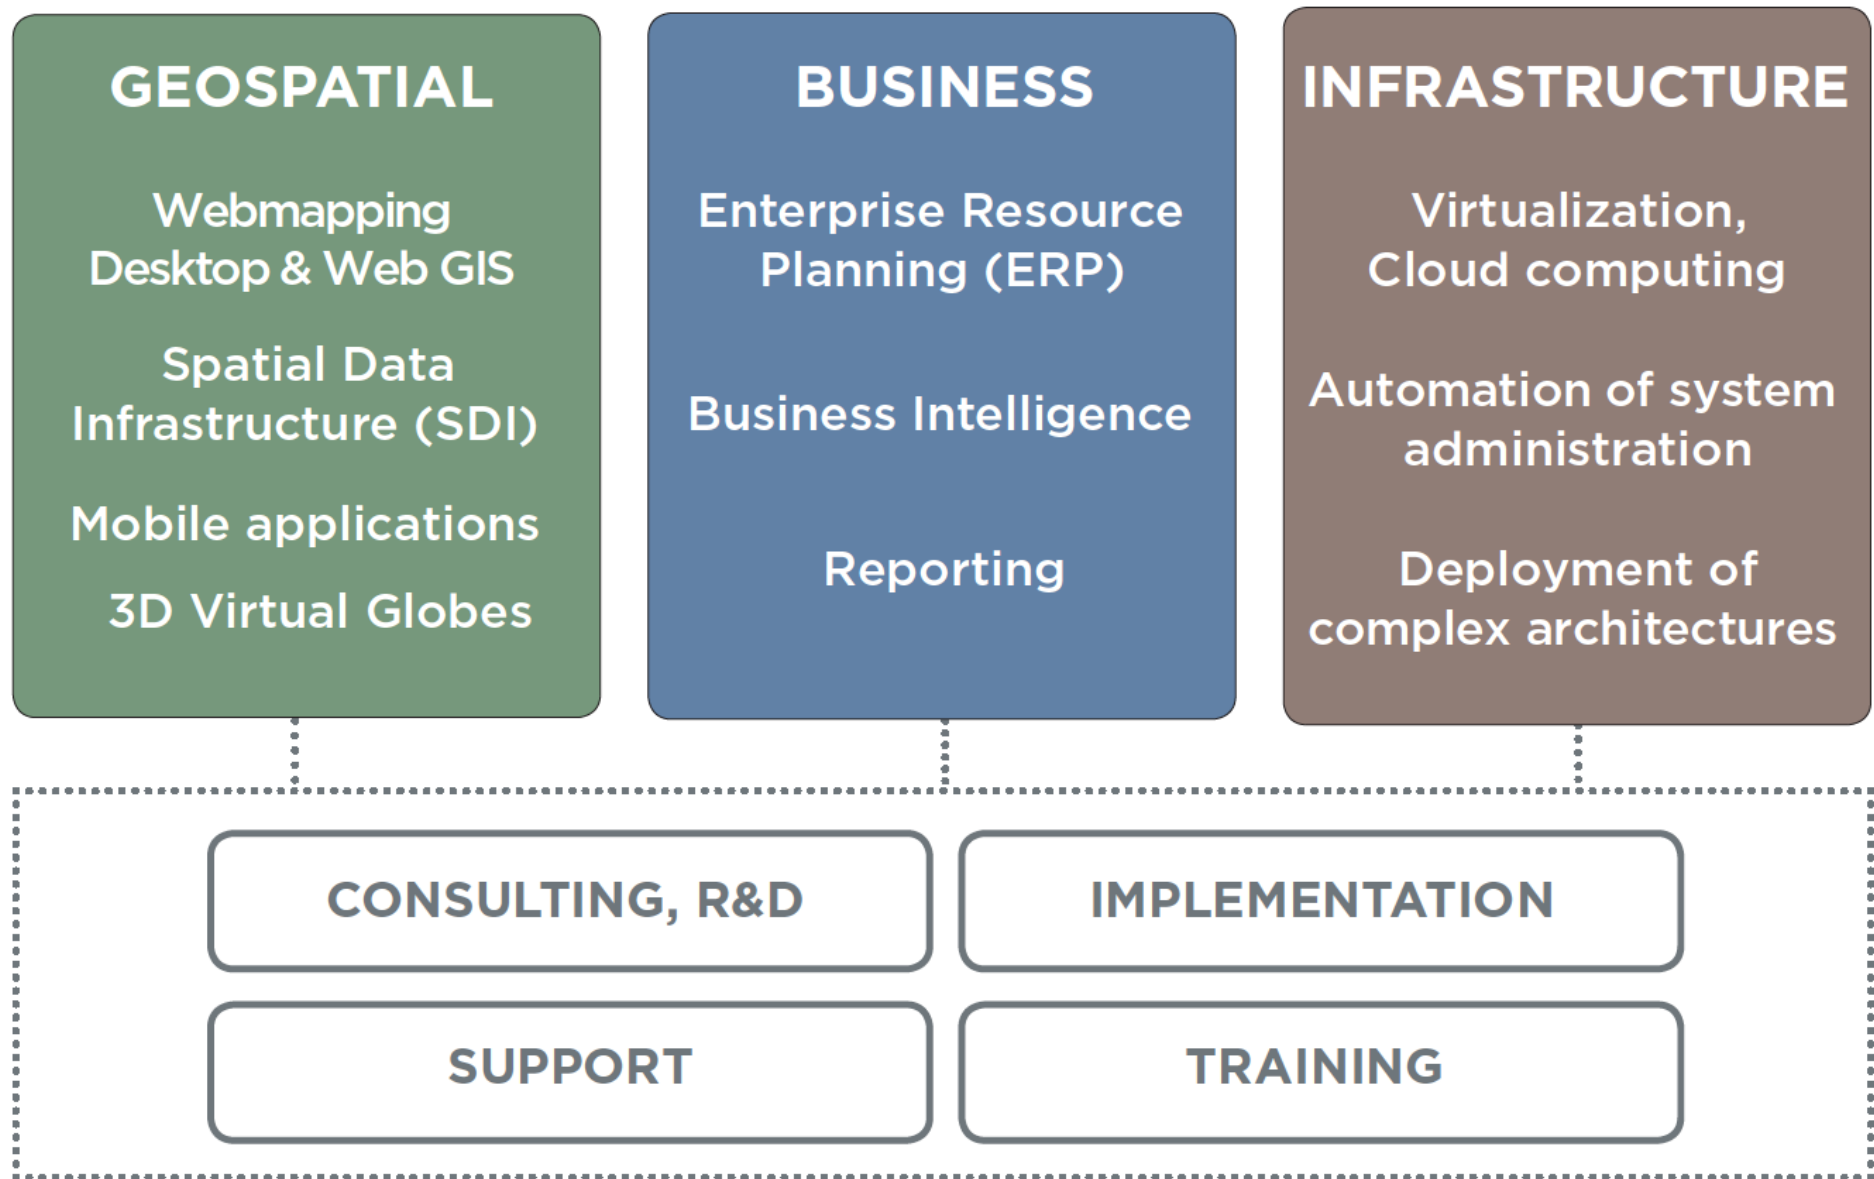 GEOSPATIAL
Webmapping
Desktop & Web GIS
Spatial Data
Infrastructure (SDI)
Mobile applications
3D Virtual Globes
BUSINESS
Enterprise Resource
Planning (ERP)
Business Intelligence
Reporting
INFRASTRUCTURE
Virtualization,
Cloud computing
Automation of system
administration
Deployment of
complex architectures
CONSULTING, R&D
IMPLEMENTATION
SUPPORT
TRAINING